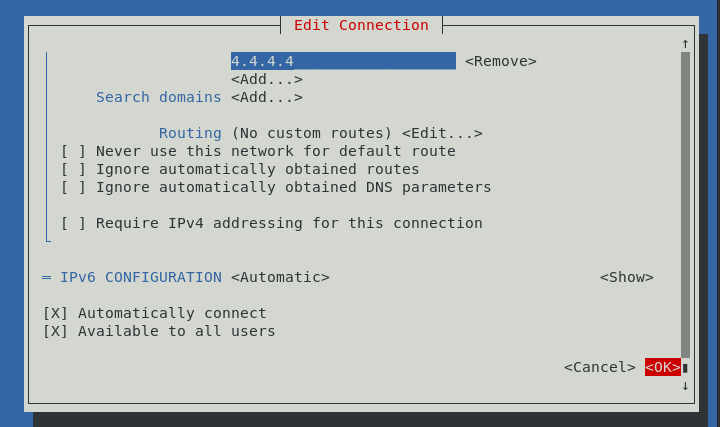 Edit Connection
↑
4.4.4.4 <Remove>
<Add...>
Search domains <Add...>
Routing (No custom routes) <Edit...>
[ ] Never use this network for default route
[ ] Ignore automatically obtained routes
[ ] Ignore automatically obtained DNS parameters
[ ] Require IPv4 addressing for this connection
═ IPv6 CONFIGURATION <Automatic> <Show>
[X] Automatically connect
[X] Available to all users
<Cancel> <OK>
↓